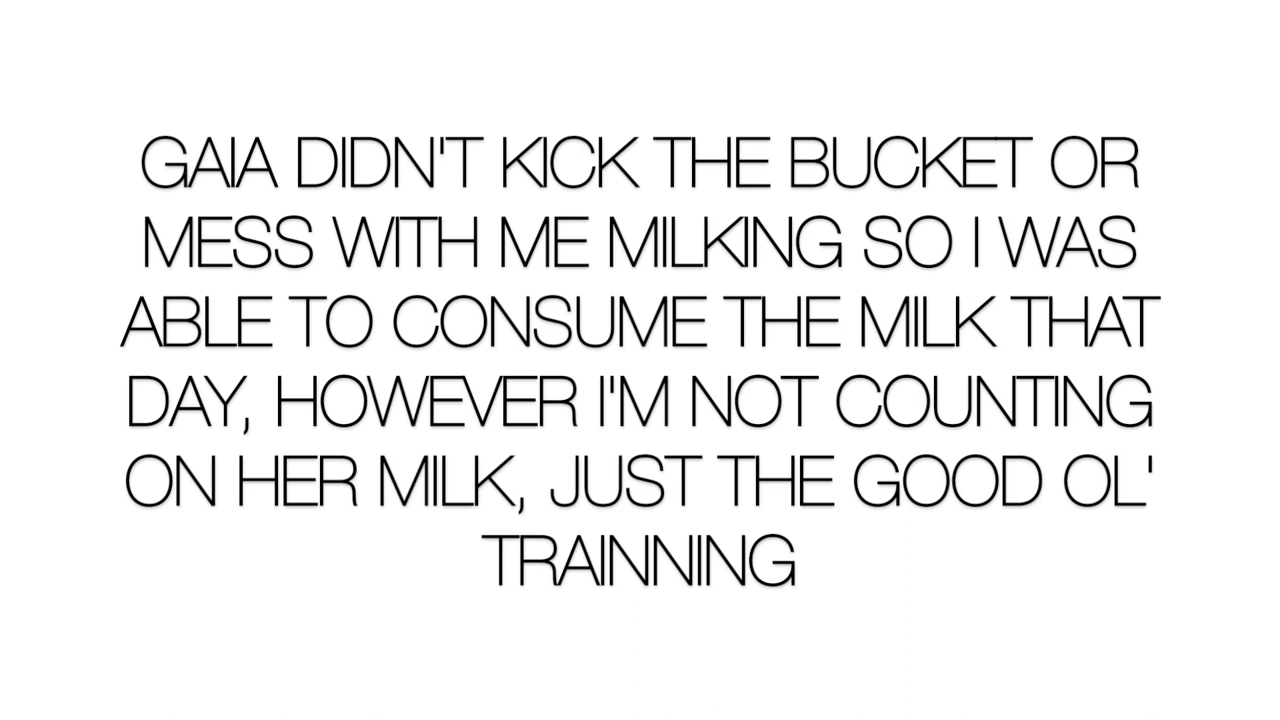 GAIA DIDN'T KICK THE BUCKET OR
MESS WITH ME MILKING SO I WAS
ABLE TO CONSUME THE MILK THAT
DAY, HOWEVER I'M NOT COUNTING
ON HER MILK, JUST THE GOOD OL'
TRAINNING